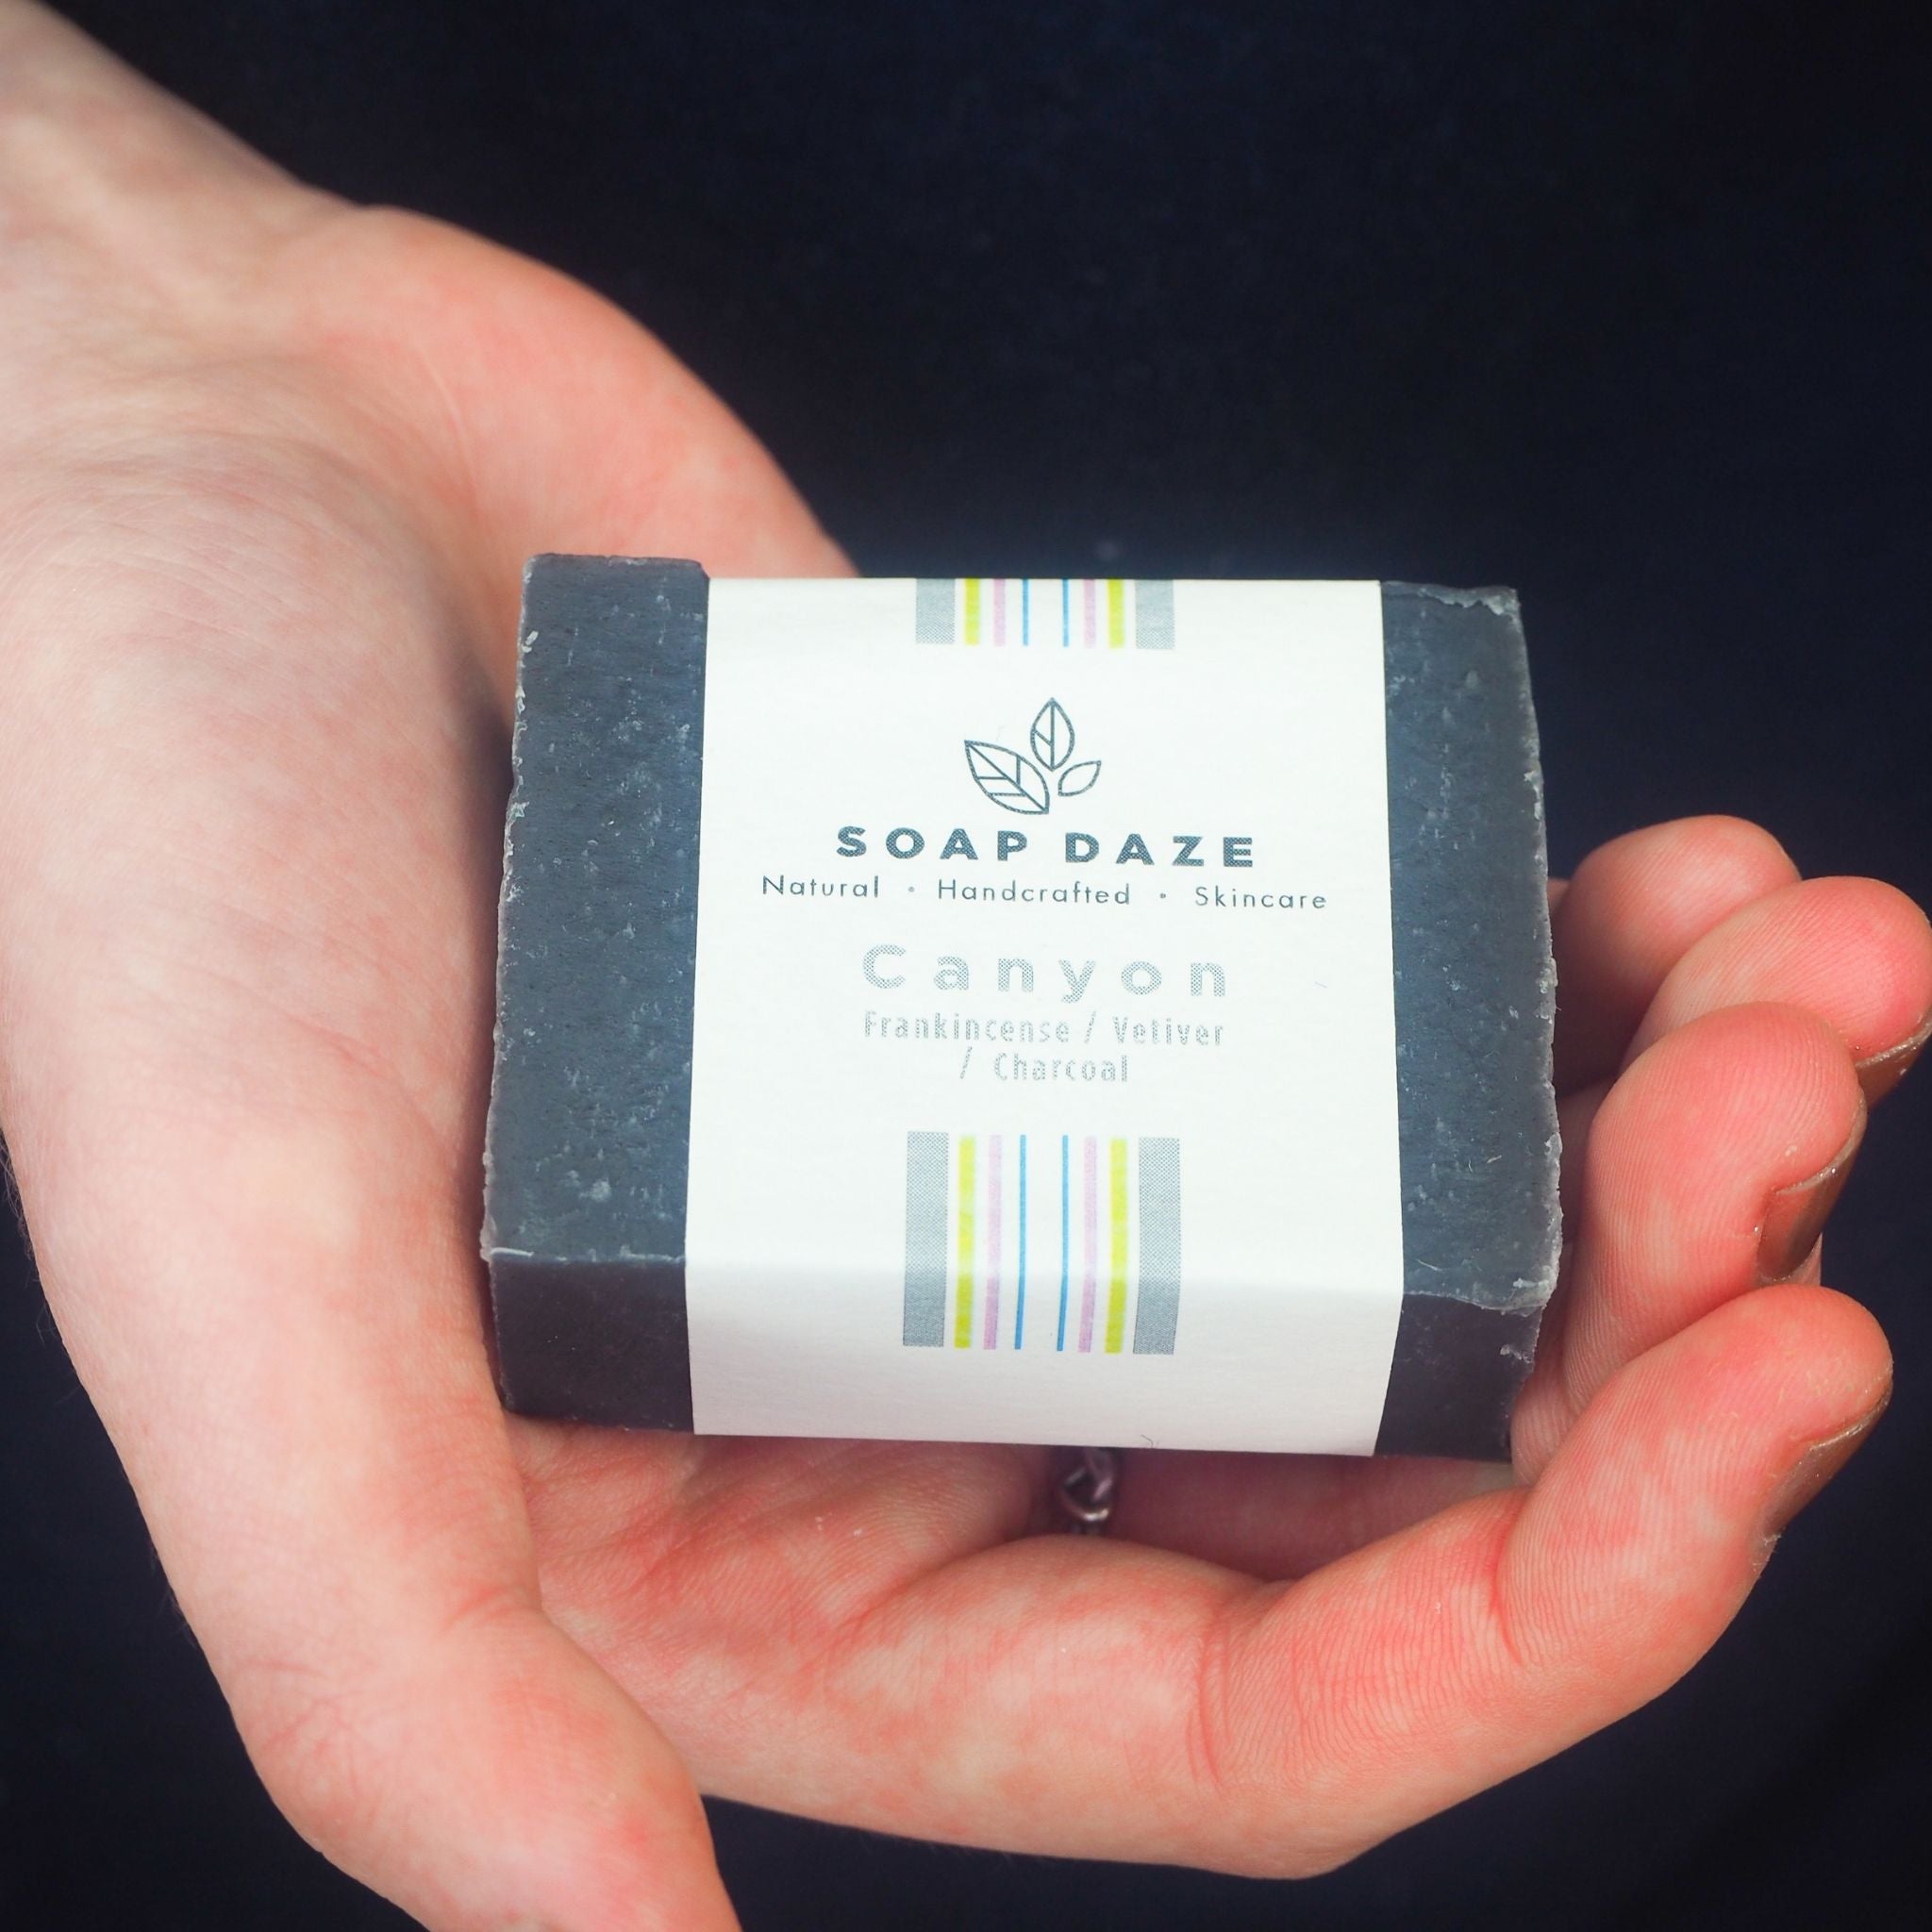 SOAP DAZE
Natural • Handcrafted • Skincare
Canyon
Frankincense / Vetiver
/ Charcoal